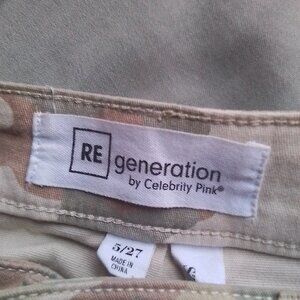 RE generation
by Celebrity Pink®
5/27
MADE IN
CHINA